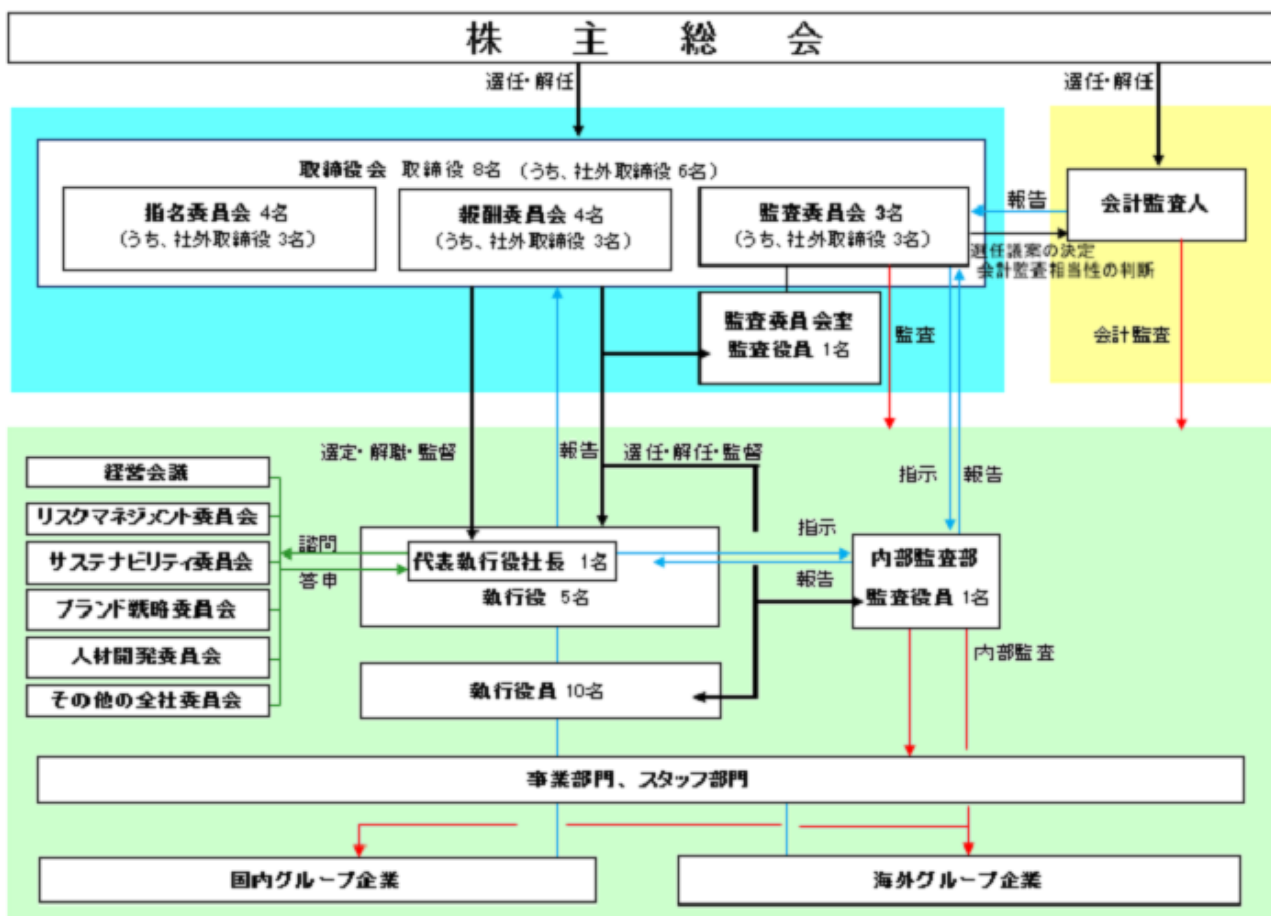 株主総会
選任・解任
選任・解任
取締役会 取締役 8名 (うち、社外取締役 6名)
指名委員会 4名
(うち、社外取締役 3名)
報酬委員会 4名
(うち、社外取締役 3名)
監査委員会 3名
(うち、社外取締役 3名)
報告
会計監査人
選任議案の決定
会計監査相当性の判断
監査委員会室
監査役員 1名
監査
会計監査
選定・解職・監督
報告
選任・解任・監督
指示
報告
経営会議
リスクマネジメント委員会
サステナビリティ委員会
ブランド戦略委員会
人材開発委員会
その他の全社委員会
諮問
答申
代表執行役社長 1名
執行役 5名
指示
報告
内部監査部
監査役員 1名
内部監査
執行役員 10名
事業部門、スタッフ部門
国内グループ企業
海外グループ企業